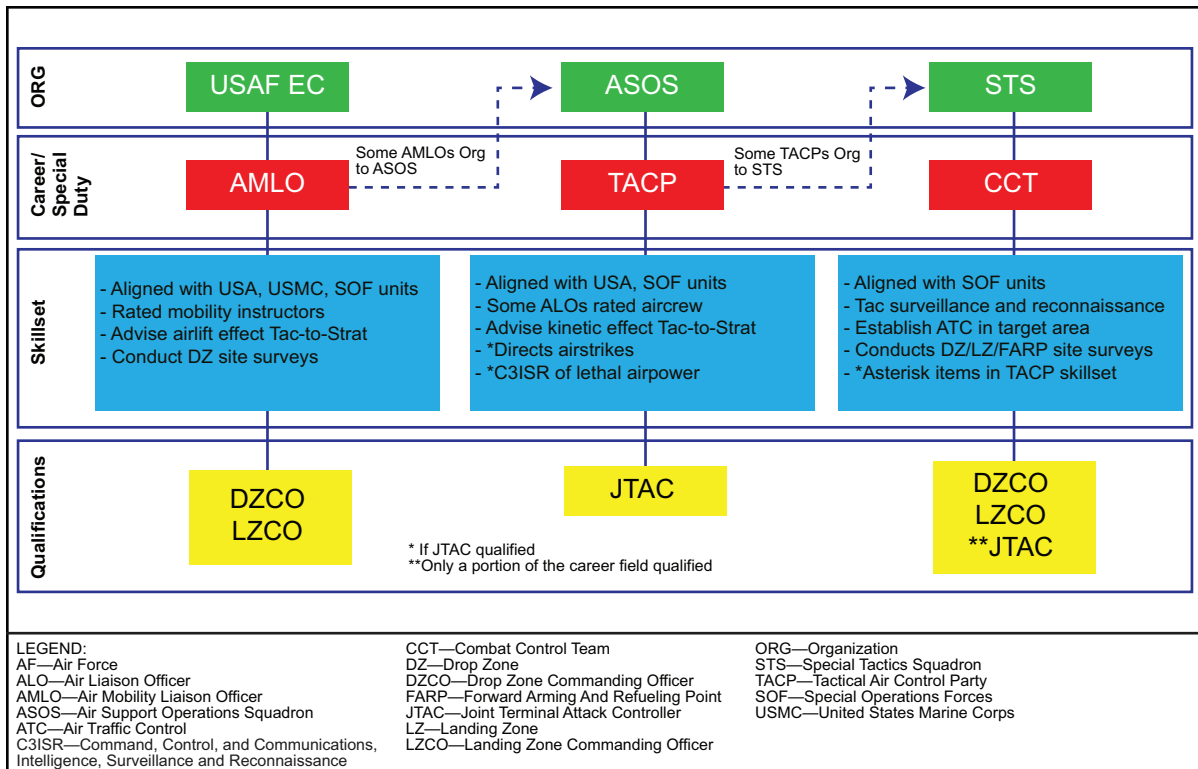 ORG
USAF EC
ASOS
STS
Career/
Special
Duty
AMLO
Some AMLOs Org
to ASOS
TACP
Some TACPs Org
to STS
CCT
Skillset
- Aligned with USA, USMC, SOF units
- Rated mobility instructors
- Advise airlift effect Tac-to-Strat
- Conduct DZ site surveys
- Aligned with USA, SOF units
- Some ALOs rated aircrew
- Advise kinetic effect Tac-to-Strat
- *Directs airstrikes
- *C3ISR of lethal airpower
- Aligned with SOF units
- Tac surveillance and reconnaissance
- Establish ATC in target area
- Conducts DZ/LZ/FARP site surveys
- *Asterisk items in TACP skillset
Qualifications
DZCO
LZCO
JTAC
DZCO
LZCO
**JTAC
* If JTAC qualified
**Only a portion of the career field qualified
LEGEND:
AF—Air Force
ALO—Air Liaison Officer
AMLO—Air Mobility Liaison Officer
ASOS—Air Support Operations Squadron
ATC—Air Traffic Control
C3ISR—Command, Control, and Communications,
Intelligence, Surveillance and Reconnaissance
CCT—Combat Control Team
DZ—Drop Zone
DZCO—Drop Zone Commanding Officer
FARP—Forward Arming And Refueling Point
JTAC—Joint Terminal Attack Controller
LZ—Landing Zone
LZCO—Landing Zone Commanding Officer
ORG—Organization
STS—Special Tactics Squadron
TACP—Tactical Air Control Party
SOF—Special Operations Forces
USMC—United States Marine Corps